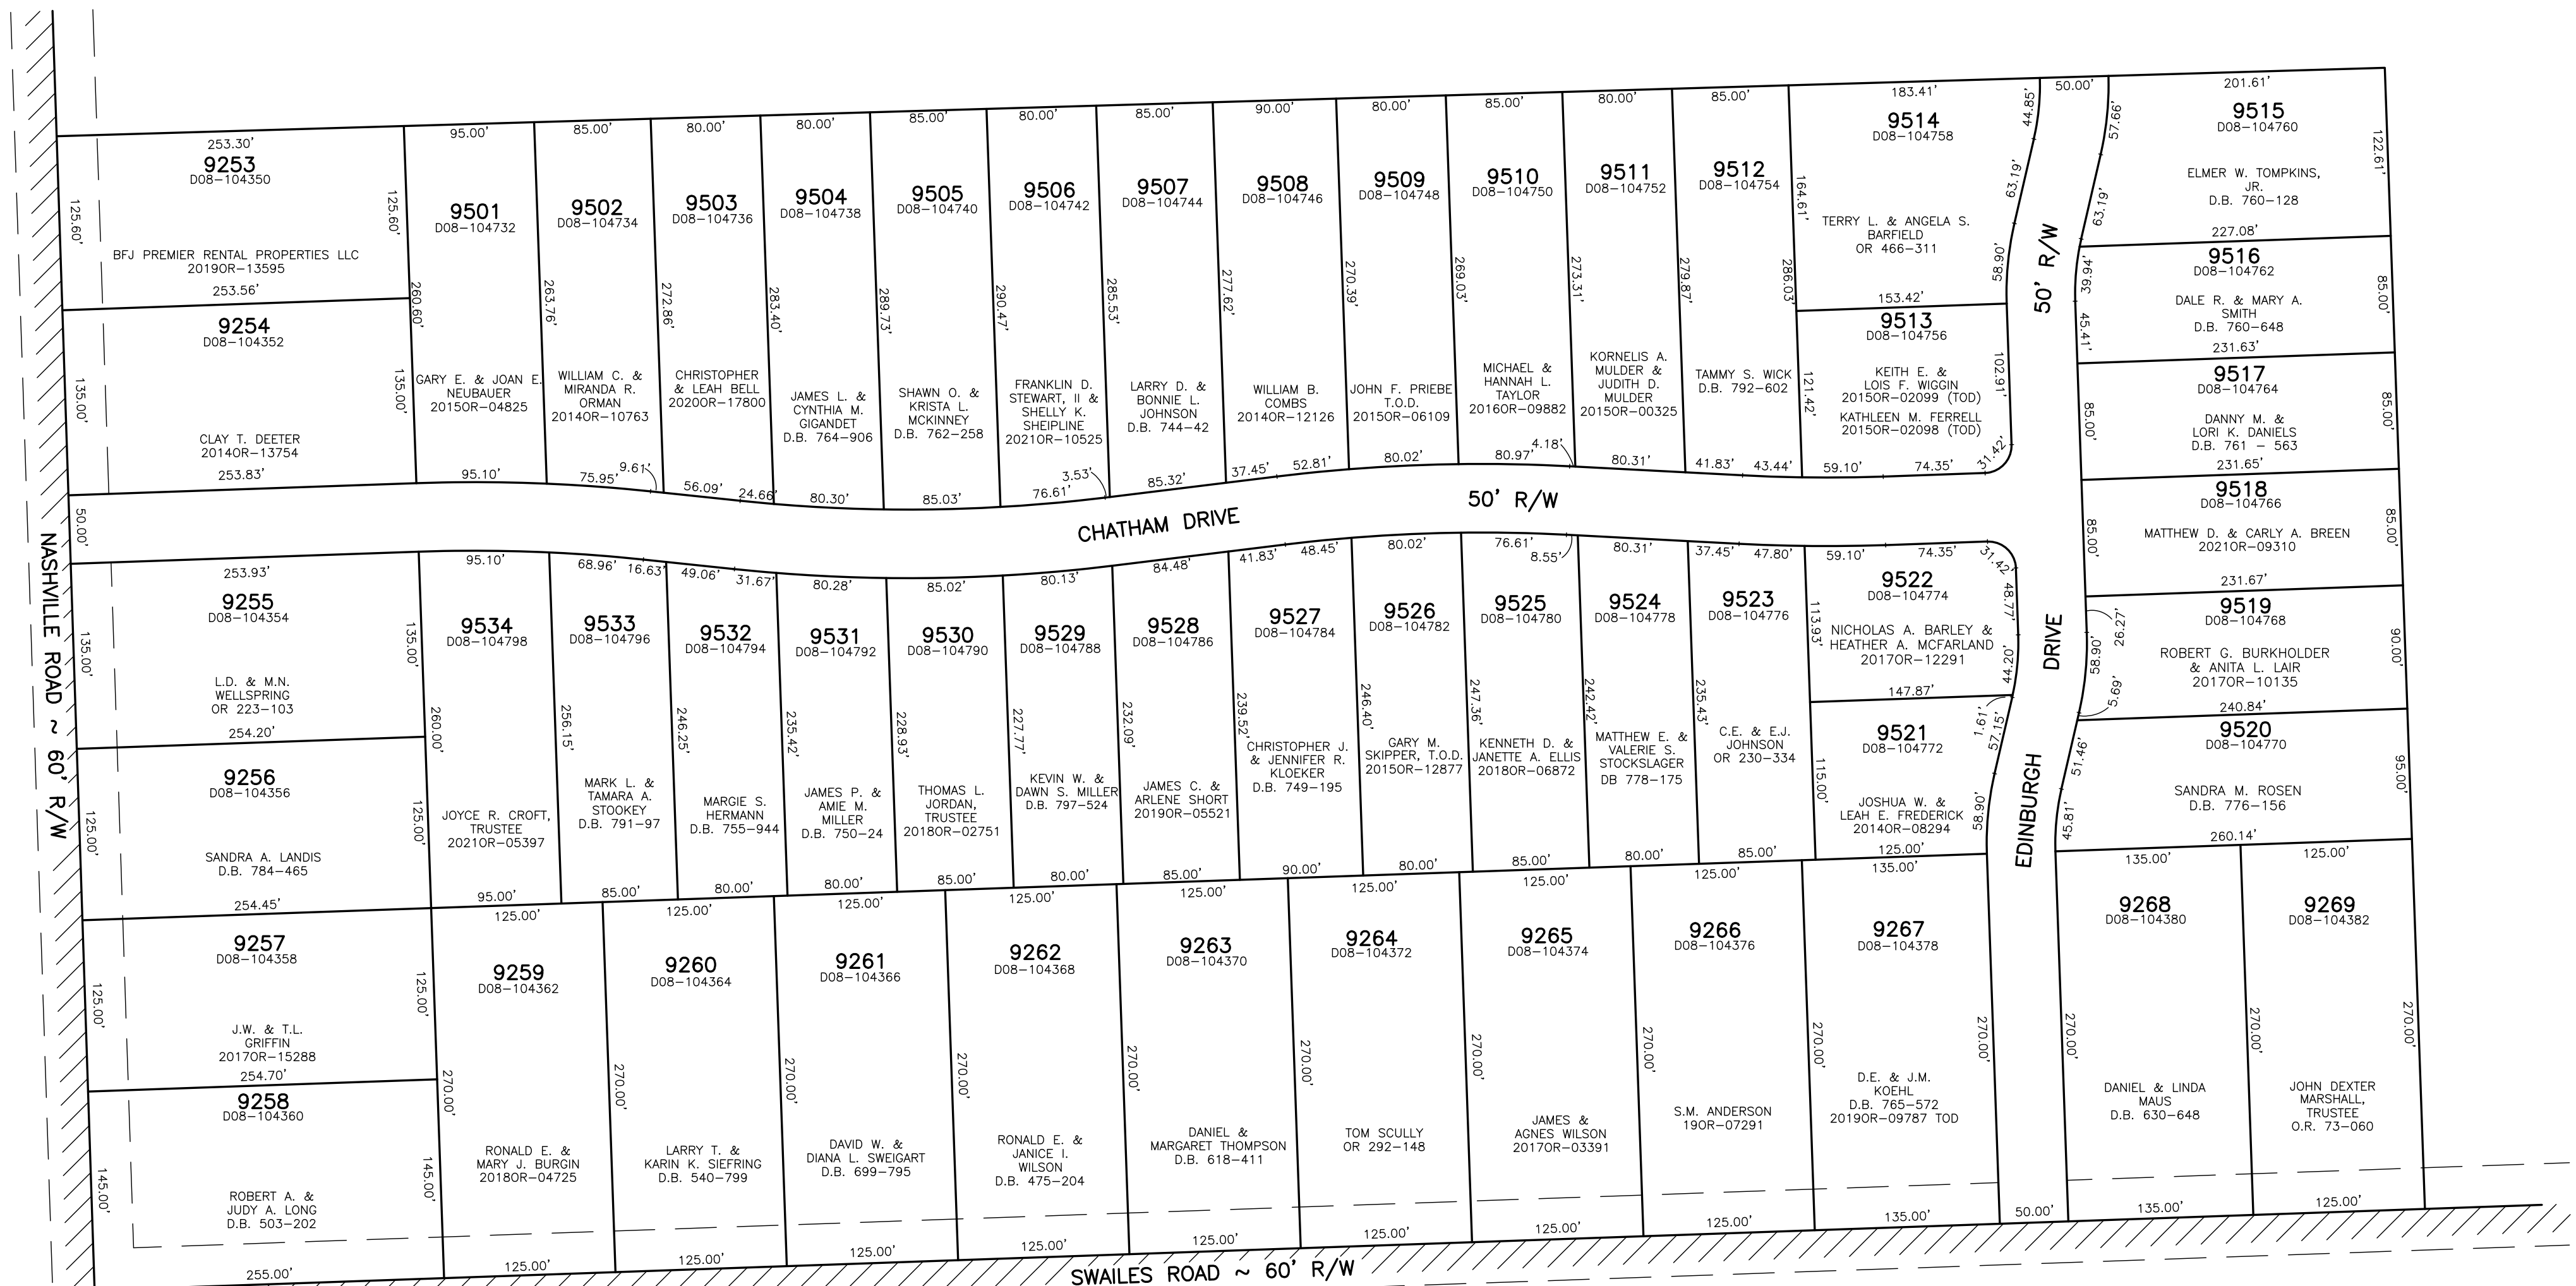 253.30'
9253
D08-104350
125.60'
125.60'
BFJ PREMIER RENTAL PROPERTIES LLC
2019OR-13595
253.56'
9254
D08-104352
135.00'
135.00'
CLAY T. DEETER
2014OR-13754
253.83'
95.00'
9501
D08-104732
260.60'
GARY E. & JOAN E.
NEUBAUER
2015OR-04825
95.10'
85.00'
9502
D08-104734
263.76'
WILLIAM C. &
MIRANDA R.
ORMAN
2014OR-10763
75.95'
9.61'
80.00'
9503
D08-104736
272.86'
CHRISTOPHER
& LEAH BELL
2020OR-17800
56.09'
24.66'
80.00'
9504
D08-104738
283.40'
JAMES L. &
CYNTHIA M.
GIGANDET
D.B. 764-906
80.30'
85.00'
9505
D08-104740
289.73'
SHAWN O. &
KRISTA L.
MCKINNEY
D.B. 762-258
85.03'
80.00'
9506
D08-104742
290.47'
FRANKLIN D.
STEWART, II &
SHELLY K.
SHEIPLINE
2021OR-10525
76.61'
3.53'
85.00'
9507
D08-104744
285.53'
LARRY D. &
BONNIE L.
JOHNSON
D.B. 744-42
85.32'
90.00'
9508
D08-104746
277.62'
WILLIAM B.
COMBS
2014OR-12126
37.45'
52.81'
80.00'
9509
D08-104748
270.39'
JOHN F. PRIEBE
T.O.D.
2015OR-06109
80.02'
85.00'
9510
D08-104750
269.03'
MICHAEL &
HANNAH L.
TAYLOR
2016OR-09882
80.97'
4.18'
80.00'
9511
D08-104752
273.31'
KORNELIS A.
MULDER &
JUDITH D.
MULDER
2015OR-00325
80.31'
85.00'
9512
D08-104754
279.87'
TAMMY S. WICK
D.B. 792-602
41.83'
43.44'
286.03'
183.41'
9514
D08-104758
164.61'
44.85'
63.19'
58.90'
TERRY L. & ANGELA S.
BARFIELD
OR 466-311
153.42'
9513
D08-104756
121.42'
102.91'
KEITH E. &
LOIS F. WIGGIN
2015OR-02099 (TOD)
KATHLEEN M. FERRELL
2015OR-02098 (TOD)
59.10'
74.35'
31.42'
50.00'
50' R/W
57.66'
63.19'
201.61'
9515
D08-104760
122.61'
ELMER W. TOMPKINS,
JR.
D.B. 760-128
227.08'
9516
D08-104762
39.94'
45.41'
85.00'
DALE R. & MARY A.
SMITH
D.B. 760-648
231.63'
9517
D08-104764
85.00'
85.00'
DANNY M. &
LORI K. DANIELS
D.B. 761 - 563
231.65'
9518
D08-104766
85.00'
85.00'
MATTHEW D. & CARLY A. BREEN
2021OR-09310
231.67'
9519
D08-104768
26.27'
58.90'
5.69'
90.00'
ROBERT G. BURKHOLDER
& ANITA L. LAIR
2017OR-10135
240.84'
9520
D08-104770
51.46'
45.81'
95.00'
SANDRA M. ROSEN
D.B. 776-156
260.14'
50.00'
CHATHAM DRIVE
50' R/W
NASHVILLE ROAD ~ 60' R/W
EDINBURGH DRIVE
253.93'
9255
D08-104354
135.00'
135.00'
L.D. & M.N.
WELLSPRING
OR 223-103
254.20'
9256
D08-104356
125.00'
125.00'
SANDRA A. LANDIS
D.B. 784-465
254.45'
95.10'
9534
D08-104798
260.00'
JOYCE R. CROFT,
TRUSTEE
2021OR-05397
95.00'
68.96'
16.63'
9533
D08-104796
256.15'
MARK L. &
TAMARA A.
STOOKEY
D.B. 791-97
85.00'
49.06'
31.67'
9532
D08-104794
246.25'
MARGIE S.
HERMANN
D.B. 755-944
80.00'
80.28'
9531
D08-104792
235.42'
JAMES P. &
AMIE M.
MILLER
D.B. 750-24
80.00'
85.02'
9530
D08-104790
228.93'
THOMAS L.
JORDAN,
TRUSTEE
2018OR-02751
85.00'
80.13'
9529
D08-104788
227.77'
KEVIN W. &
DAWN S. MILLER
D.B. 797-524
80.00'
84.48'
9528
D08-104786
232.09'
JAMES C. &
ARLENE SHORT
2019OR-05521
85.00'
41.83'
48.45'
9527
D08-104784
239.52'
CHRISTOPHER J.
& JENNIFER R.
KLOEKER
D.B. 749-195
90.00'
80.02'
9526
D08-104782
246.40'
GARY M.
SKIPPER, T.O.D.
2015OR-12877
80.00'
76.61'
8.55'
9525
D08-104780
247.36'
KENNETH D. &
JANETTE A. ELLIS
2018OR-06872
85.00'
80.31'
9524
D08-104778
242.42'
MATTHEW E. &
VALERIE S.
STOCKSLAGER
DB 778-175
80.00'
37.45'
47.80'
9523
D08-104776
235.43'
C.E. & E.J.
JOHNSON
OR 230-334
85.00'
59.10'
74.35'
31.42'
9522
D08-104774
113.93'
48.77'
44.20'
NICHOLAS A. BARLEY &
HEATHER A. MCFARLAND
2017OR-12291
147.87'
9521
D08-104772
1.61'
57.15'
115.00'
58.90'
JOSHUA W. &
LEAH E. FREDERICK
2014OR-08294
125.00'
9257
D08-104358
125.00'
125.00'
J.W. & T.L.
GRIFFIN
2017OR-15288
254.70'
9258
D08-104360
145.00'
145.00'
ROBERT A. &
JUDY A. LONG
D.B. 503-202
255.00'
125.00'
9259
D08-104362
270.00'
RONALD E. &
MARY J. BURGIN
2018OR-04725
125.00'
125.00'
9260
D08-104364
270.00'
LARRY T. &
KARIN K. SIEFRING
D.B. 540-799
125.00'
125.00'
9261
D08-104366
270.00'
DAVID W. &
DIANA L. SWEIGART
D.B. 699-795
125.00'
125.00'
9262
D08-104368
270.00'
RONALD E. &
JANICE I.
WILSON
D.B. 475-204
125.00'
125.00'
9263
D08-104370
270.00'
DANIEL &
MARGARET THOMPSON
D.B. 618-411
125.00'
125.00'
9264
D08-104372
270.00'
TOM SCULLY
OR 292-148
125.00'
125.00'
9265
D08-104374
270.00'
JAMES &
AGNES WILSON
2017OR-03391
125.00'
125.00'
9266
D08-104376
270.00'
S.M. ANDERSON
19OR-07291
125.00'
135.00'
9267
D08-104378
270.00'
270.00'
D.E. & J.M.
KOEHL
D.B. 765-572
2019OR-09787 TOD
135.00'
50.00'
135.00'
9268
D08-104380
270.00'
DANIEL & LINDA
MAUS
D.B. 630-648
135.00'
125.00'
9269
D08-104382
270.00'
270.00'
JOHN DEXTER
MARSHALL,
TRUSTEE
O.R. 73-060
125.00'
SWAILES ROAD ~ 60' R/W